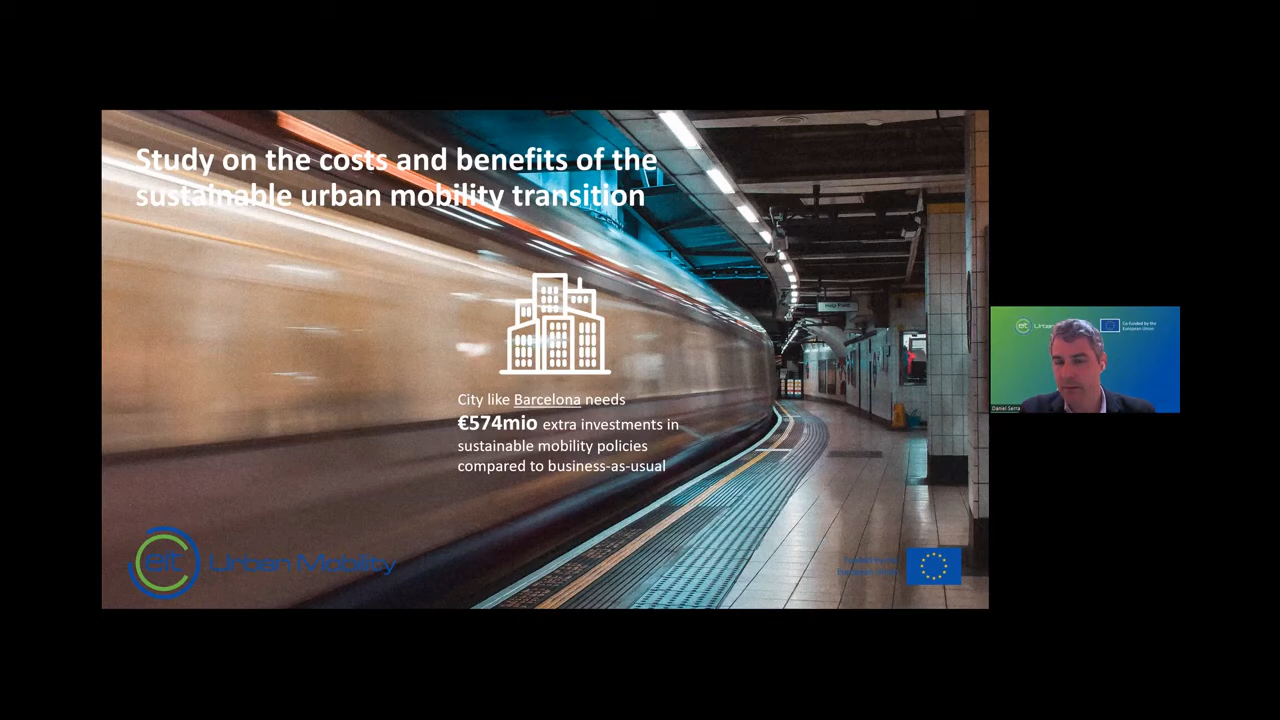 Study on the costs and benefits of the
sustainable urban mobility transition
City like Barcelona needs
€574mio extra investments in
sustainable mobility policies
compared to business-as-usual
eit Urban Mobility
Help Point
Co-funded by the
European Union
Daniel Serra